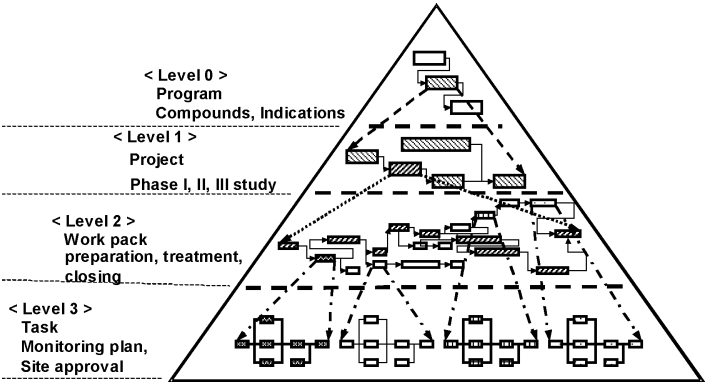 < Level 0 >
Program
Compounds, Indications
< Level 1 >
Project
Phase I, II, III study
< Level 2 >
Work pack
preparation, treatment,
closing
< Level 3 >
Task
Monitoring plan,
Site approval